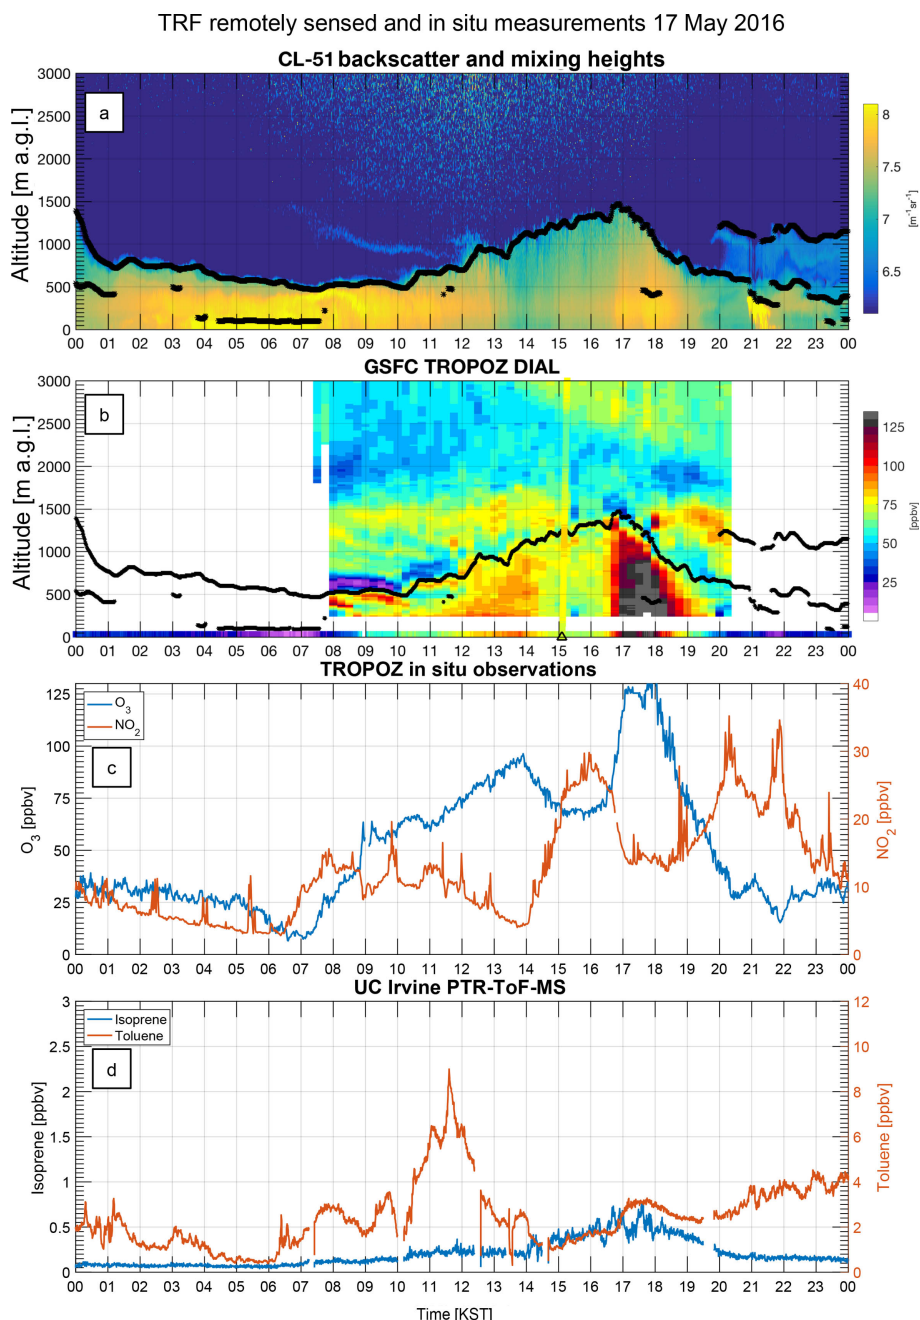 TRF remotely sensed and in situ measurements 17 May 2016
CL-51 backscatter and mixing heights
a
Altitude [m a.g.l.]
3000
2500
2000
1500
1000
500
0
00 01 02 03 04 05 06 07 08 09 10 11 12 13 14 15 16 17 18 19 20 21 22 23 00
8
7.5
7
6.5
[m⁻¹sr⁻¹]
GSFC TROPOZ DIAL
b
Altitude [m a.g.l.]
3000
2500
2000
1500
1000
500
0
00 01 02 03 04 05 06 07 08 09 10 11 12 13 14 15 16 17 18 19 20 21 22 23 00
125
100
75
50
25
[ppbv]
TROPOZ in situ observations
O₃
NO₂
c
O₃ [ppbv]
125
100
75
50
25
0
40
30
20
10
0
NO₂ [ppbv]
00 01 02 03 04 05 06 07 08 09 10 11 12 13 14 15 16 17 18 19 20 21 22 23 00
UC Irvine PTR-ToF-MS
Isoprene
Toluene
d
Isoprene [ppbv]
3
2.5
2
1.5
1
0.5
0
12
10
8
6
4
2
0
Toluene [ppbv]
00 01 02 03 04 05 06 07 08 09 10 11 12 13 14 15 16 17 18 19 20 21 22 23 00
Time [KST]